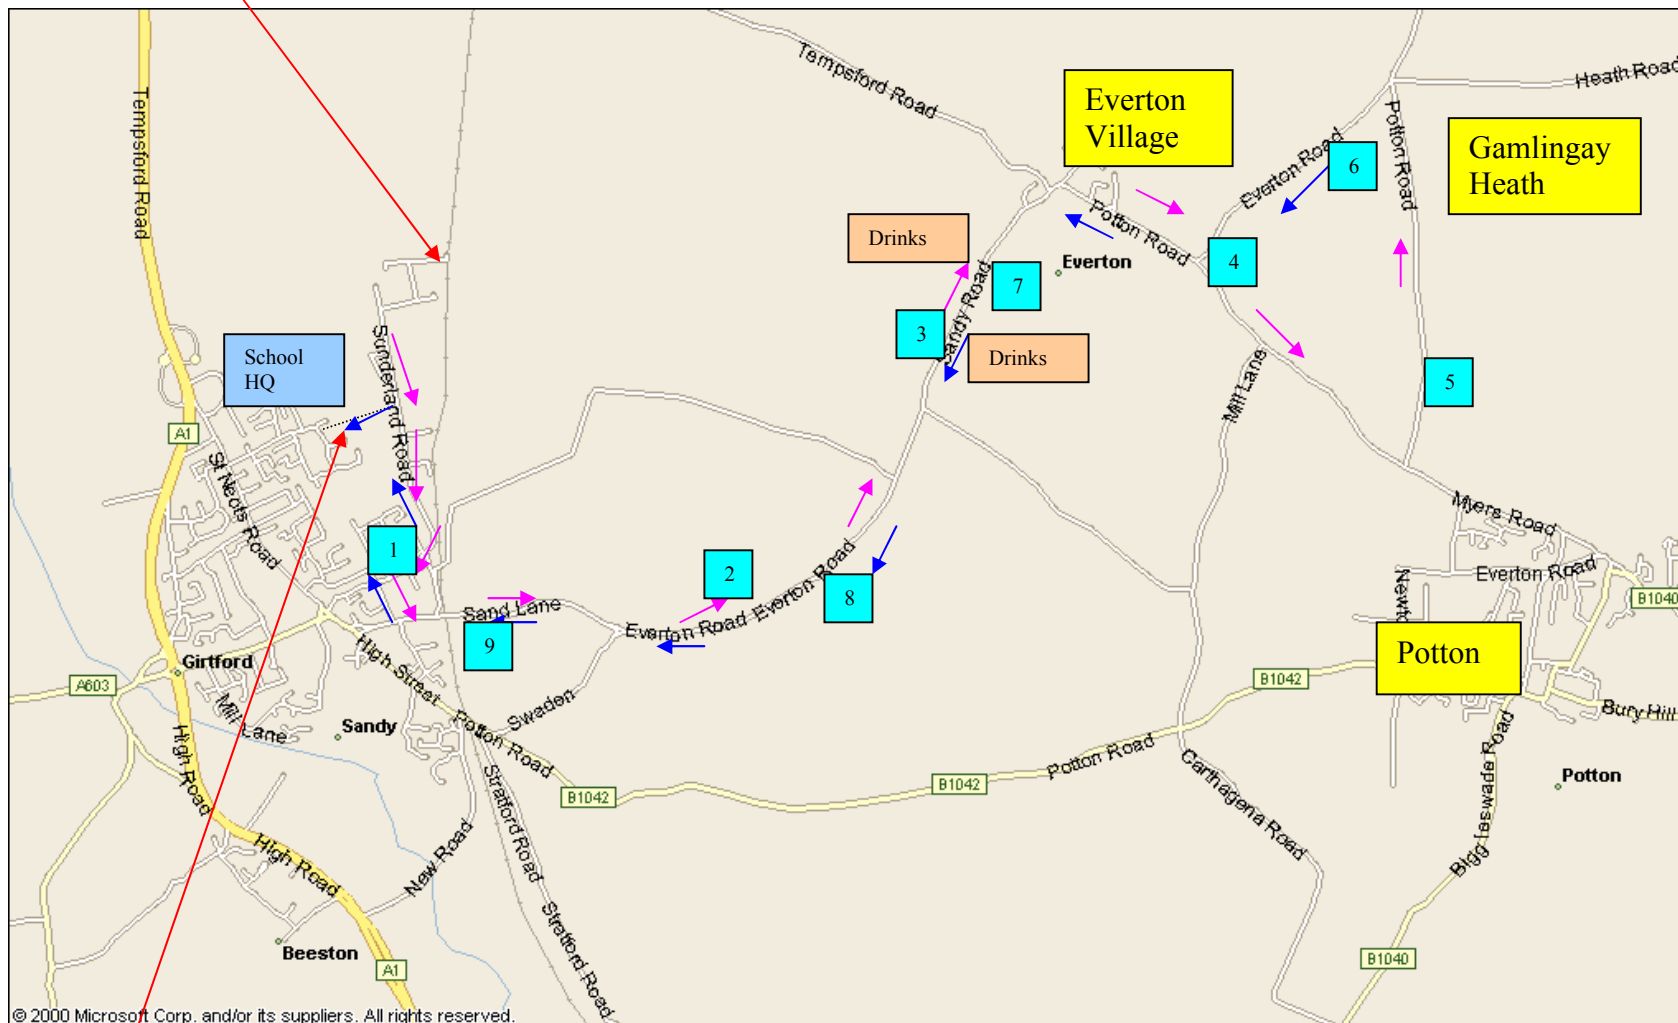 Tempsford Road
Heath Road
Everton
Village
Tempsford Road
Potton Road
Gamlingay
Heath
Everton Road
6
Potton Road
Drinks
4
Everton
7
Sandy Road
3
Sunderland Road
School
HQ
Drinks
Mill Lane
5
A1
St Neots Road
Myers Road
1
2
Everton Road
Everton Road
Everton Road
8
Sand Lane
B1040
9
Girtford
High Street
Potton
B1042
A603
Mill Lane
Sandy
Swaden
Bury Hill
High Road
Potton Road
Potton Road
Biggleswade Road
Potton
Stratford Road
B1042
B1042
Carthagena Road
High Road
New Road
Stratford Road
Beeston
A1
B1040
© 2000 Microsoft Corp. and/or its suppliers. All rights reserved.